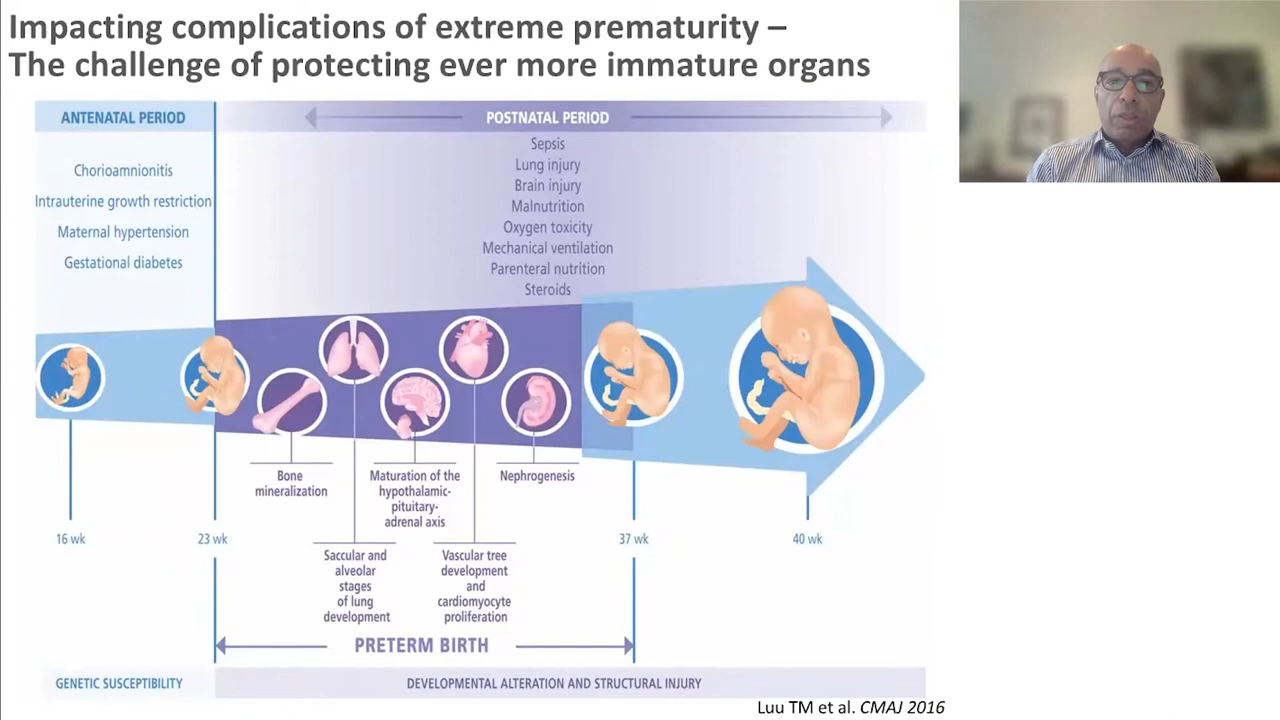 Impacting complications of extreme prematurity –
The challenge of protecting ever more immature organs
ANTENATAL PERIOD
POSTNATAL PERIOD
Chorioamnionitis
Intrauterine growth restriction
Maternal hypertension
Gestational diabetes
Sepsis
Lung injury
Brain injury
Malnutrition
Oxygen toxicity
Mechanical ventilation
Parenteral nutrition
Steroids
Bone
mineralization
Maturation of the
hypothalamic-
pituitary-
adrenal axis
Nephrogenesis
16 wk
23 wk
37 wk
40 wk
Saccular and
alveolar
stages
of lung
development
Vascular tree
development
and
cardiomyocyte
proliferation
PRETERM BIRTH
GENETIC SUSCEPTIBILITY
DEVELOPMENTAL ALTERATION AND STRUCTURAL INJURY
Luu TM et al. CMAJ 2016